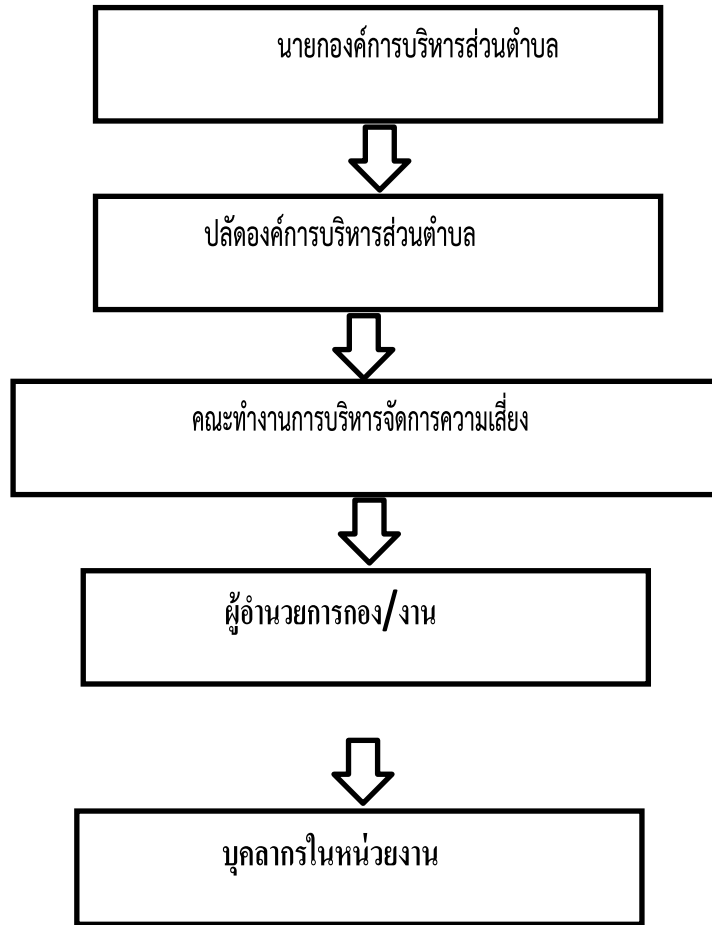 นายกองค์การบริหารส่วนตำบล
ปลัดองค์การบริหารส่วนตำบล
คณะทำงานการบริหารจัดการความเสี่ยง
ผู้อำนวยการกอง/งาน
บุคลากรในหน่วยงาน